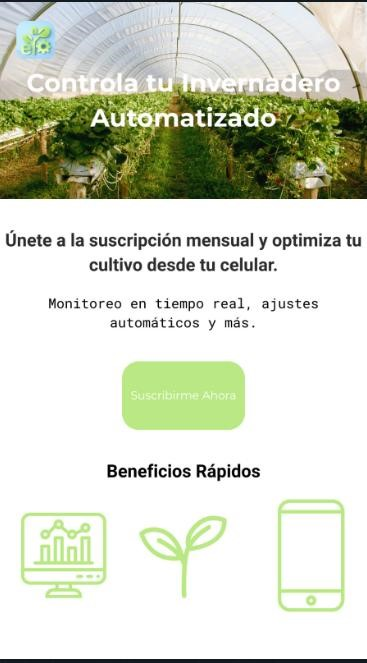 Controla tu Invernadero
Automatizado
Únete a la suscripción mensual y optimiza tu
cultivo desde tu celular.
Monitoreo en tiempo real, ajustes
automáticos y más.
Suscribirme Ahora
Beneficios Rápidos